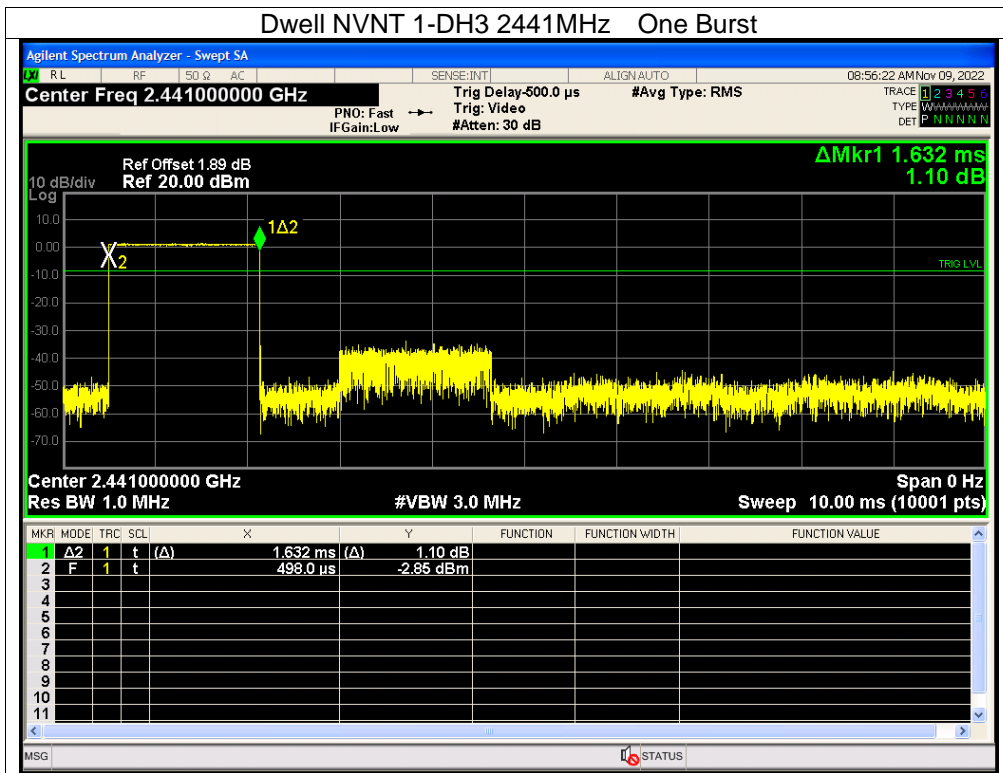 Dwell NVNT 1-DH3 2441MHz One Burst
Agilent Spectrum Analyzer - Swept SA
LXI RL RF 50 Ω AC SENSE:INT ALIGN AUTO 08:56:22 AM Nov 09, 2022
Center Freq 2.441000000 GHz Trig Delay-500.0 µs #Avg Type: RMS TRACE 1 2 3 4 5 6
PNO: Fast Trig: Video TYPE WWWWWW
IFGain:Low #Atten: 30 dB DET P N N N N N
ΔMkr1 1.632 ms
1.10 dB
Ref Offset 1.89 dB
10 dB/div Ref 20.00 dBm
Log
10.0
1Δ2
0.00
2
TRIG LVL
-10.0
-20.0
-30.0
-40.0
-50.0
-60.0
-70.0
Center 2.441000000 GHz Span 0 Hz
Res BW 1.0 MHz #VBW 3.0 MHz Sweep 10.00 ms (10001 pts)
MKR MODE TRC SCL X Y FUNCTION FUNCTION WIDTH FUNCTION VALUE
1 Δ2 1 t (Δ) 1.632 ms (Δ) 1.10 dB
2 F 1 t 498.0 µs -2.85 dBm
3
4
5
6
7
8
9
10
11
MSG STATUS